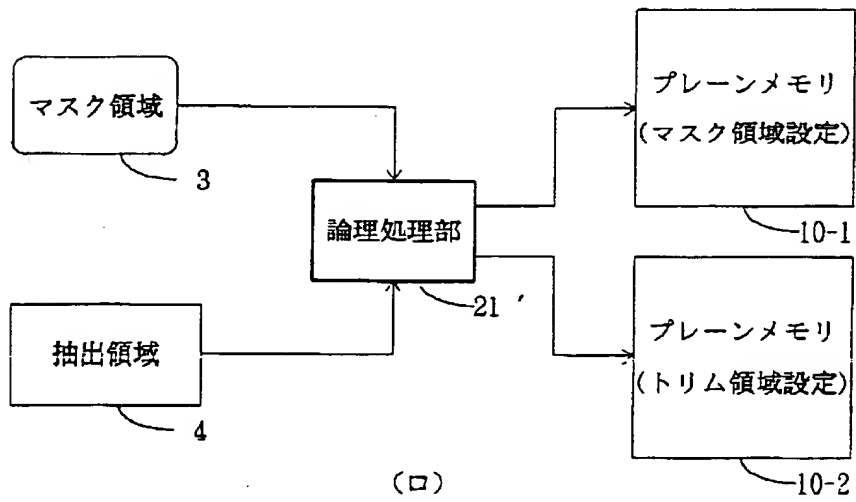 マスク領域
3
抽出領域
4
論理処理部
21′
プレーンメモリ
(マスク領域設定)
10-1
プレーンメモリ
(トリム領域設定)
10-2
(ロ)